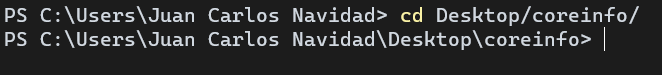 PS C:\Users\Juan Carlos Navidad> cd Desktop/coreinfo/
PS C:\Users\Juan Carlos Navidad\Desktop\coreinfo>